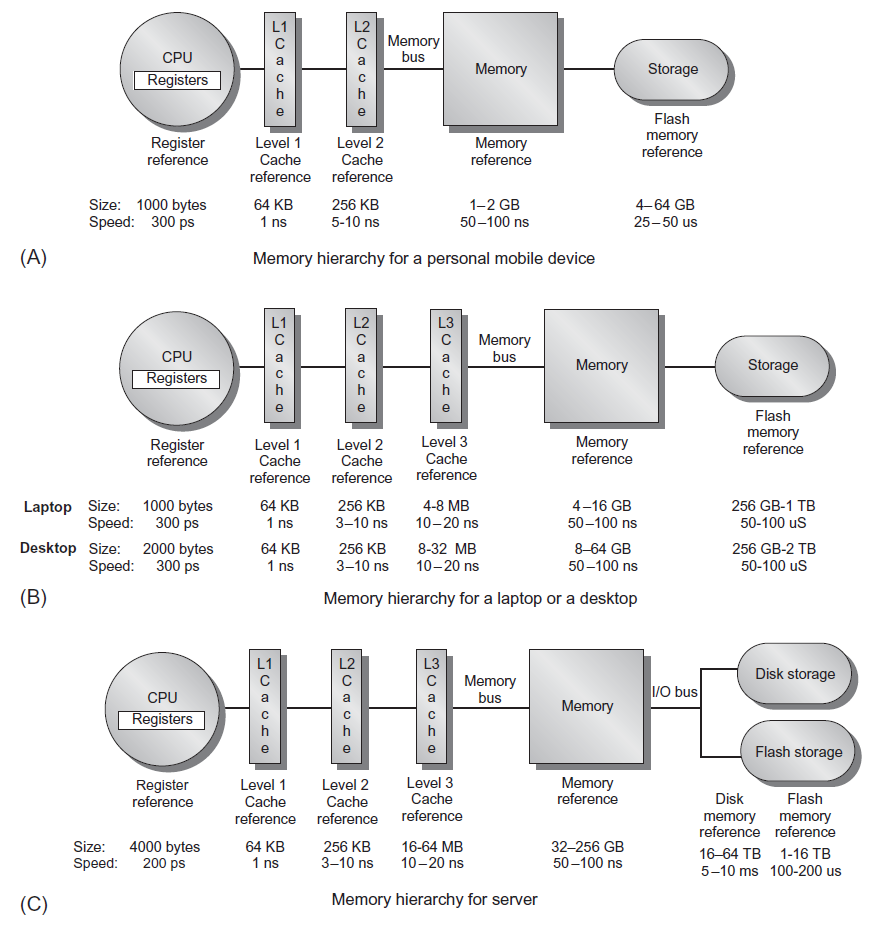 CPU
Registers
L1
C
a
c
h
e
L2
C
a
c
h
e
Memory
bus
Memory
Storage
Register
reference
Level 1
Cache
reference
Level 2
Cache
reference
Memory
reference
Flash
memory
reference
Size: 1000 bytes 64 KB 256 KB 1–2 GB 4–64 GB
Speed: 300 ps 1 ns 5-10 ns 50–100 ns 25–50 us
(A) Memory hierarchy for a personal mobile device
CPU
Registers
L1
C
a
c
h
e
L2
C
a
c
h
e
L3
C
a
c
h
e
Memory
bus
Memory
Storage
Register
reference
Level 1
Cache
reference
Level 2
Cache
reference
Level 3
Cache
reference
Memory
reference
Flash
memory
reference
Laptop Size: 1000 bytes 64 KB 256 KB 4-8 MB 4–16 GB 256 GB-1 TB
Speed: 300 ps 1 ns 3–10 ns 10–20 ns 50–100 ns 50-100 uS
Desktop Size: 2000 bytes 64 KB 256 KB 8-32 MB 8–64 GB 256 GB-2 TB
Speed: 300 ps 1 ns 3–10 ns 10–20 ns 50–100 ns 50-100 uS
(B) Memory hierarchy for a laptop or a desktop
CPU
Registers
L1
C
a
c
h
e
L2
C
a
c
h
e
L3
C
a
c
h
e
Memory
bus
Memory
I/O bus
Disk storage
Flash storage
Register
reference
Level 1
Cache
reference
Level 2
Cache
reference
Level 3
Cache
reference
Memory
reference
Disk
memory
reference
Flash
memory
reference
Size: 4000 bytes 64 KB 256 KB 16-64 MB 32–256 GB 16–64 TB 1-16 TB
Speed: 200 ps 1 ns 3–10 ns 10–20 ns 50–100 ns 5–10 ms 100-200 us
(C) Memory hierarchy for server